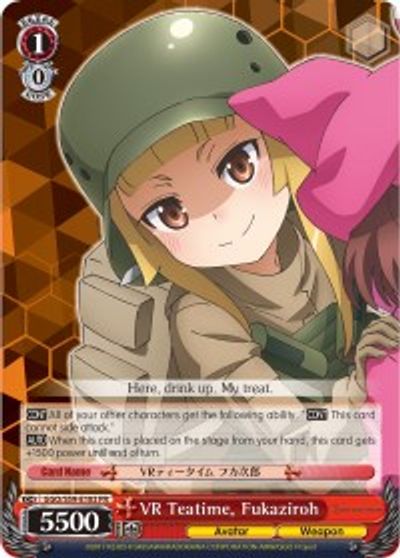 1
0
Here, drink up. My treat.
CONT All of your other characters get the following ability. "CONT This card
cannot side attack."
AUTO When this card is placed on the stage from your hand, this card gets
+1500 power until end of turn.
Card Name VRティータイム フカ次郎
5500 VR Teatime, Fukaziroh
Avatar Weapon